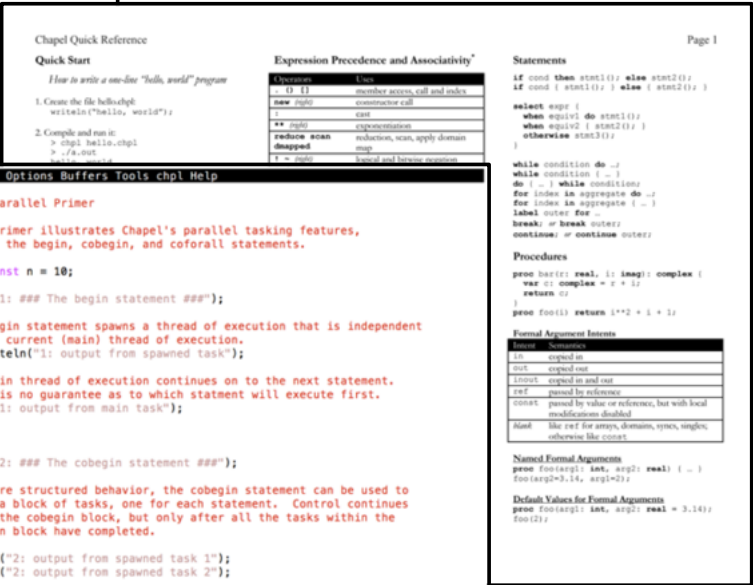 Chapel Quick Reference
Page 1
Quick Start
How to write a one-line "hello, world" program
1. Create the file hello.chpl:
writeln("hello, world");
2. Compile and run it:
> chpl hello.chpl
> ./a.out
hello, world
Expression Precedence and Associativity*
Operators Uses
. () [] member access, call and index
new (right) constructor call
: cast
** (right) exponentiation
reduce scan reduction, scan, apply domain
dmapped map
! ~ (right) logical and bitwise negation
Statements
if cond then stmt1(); else stmt2();
if cond { stmt1(); } else { stmt2(); }
select expr {
when equiv1 do stmt1();
when equiv2 { stmt2(); }
otherwise stmt3();
}
while condition do …;
while condition { … }
do { … } while condition;
for index in aggregate do …;
for index in aggregate { … }
label outer for …
break; or break outer;
continue; or continue outer;
Procedures
proc bar(r: real, i: imag): complex {
var c: complex = r + i;
return c;
}
proc foo(i) return i**2 + i + 1;
Formal Argument Intents
Intent Semantics
in copied in
out copied out
inout copied in and out
ref passed by reference
const passed by value or reference, but with local
modifications disabled
blank like ref for arrays, domains, syncs, singles;
otherwise like const
Named Formal Arguments
proc foo(arg1: int, arg2: real) { … }
foo(arg2=3.14, arg1=2);
Default Values for Formal Arguments
proc foo(arg1: int, arg2: real = 3.14);
foo(2);
Options Buffers Tools chpl Help
arallel Primer
rimer illustrates Chapel's parallel tasking features,
the begin, cobegin, and coforall statements.
nst n = 10;
1: ### The begin statement ###");
gin statement spawns a thread of execution that is independent
current (main) thread of execution.
teln("1: output from spawned task");
in thread of execution continues on to the next statement.
is no guarantee as to which statment will execute first.
1: output from main task");
2: ### The cobegin statement ###");
re structured behavior, the cobegin statement can be used to
a block of tasks, one for each statement. Control continues
the cobegin block, but only after all the tasks within the
n block have completed.
("2: output from spawned task 1");
("2: output from spawned task 2");